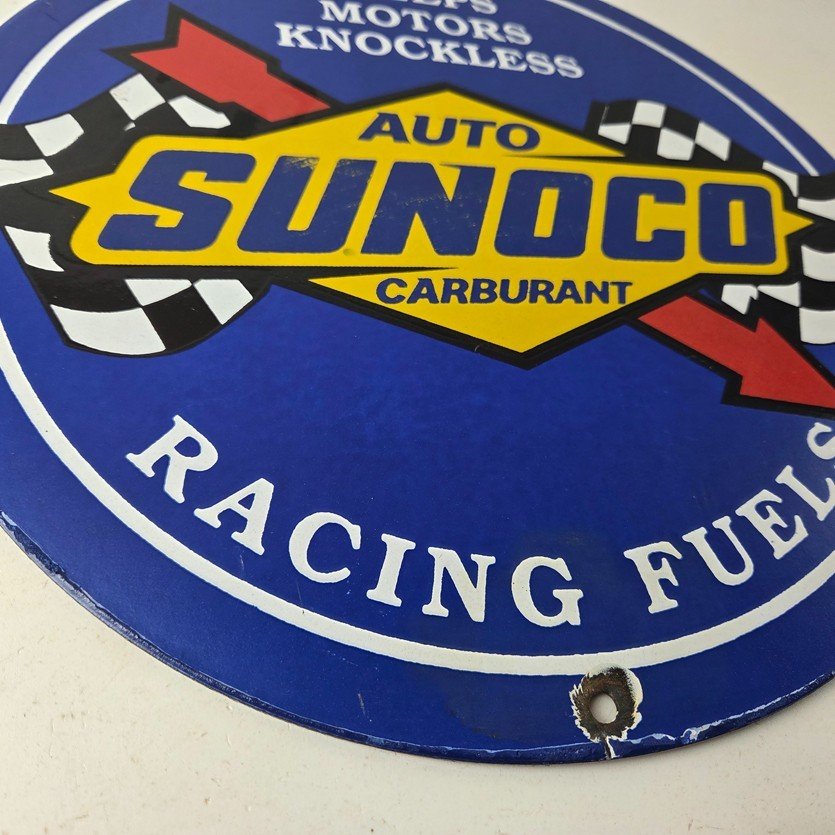 MOTORS
KNOCKLESS
AUTO
SUNOCO
CARBURANT
RACING FUELS